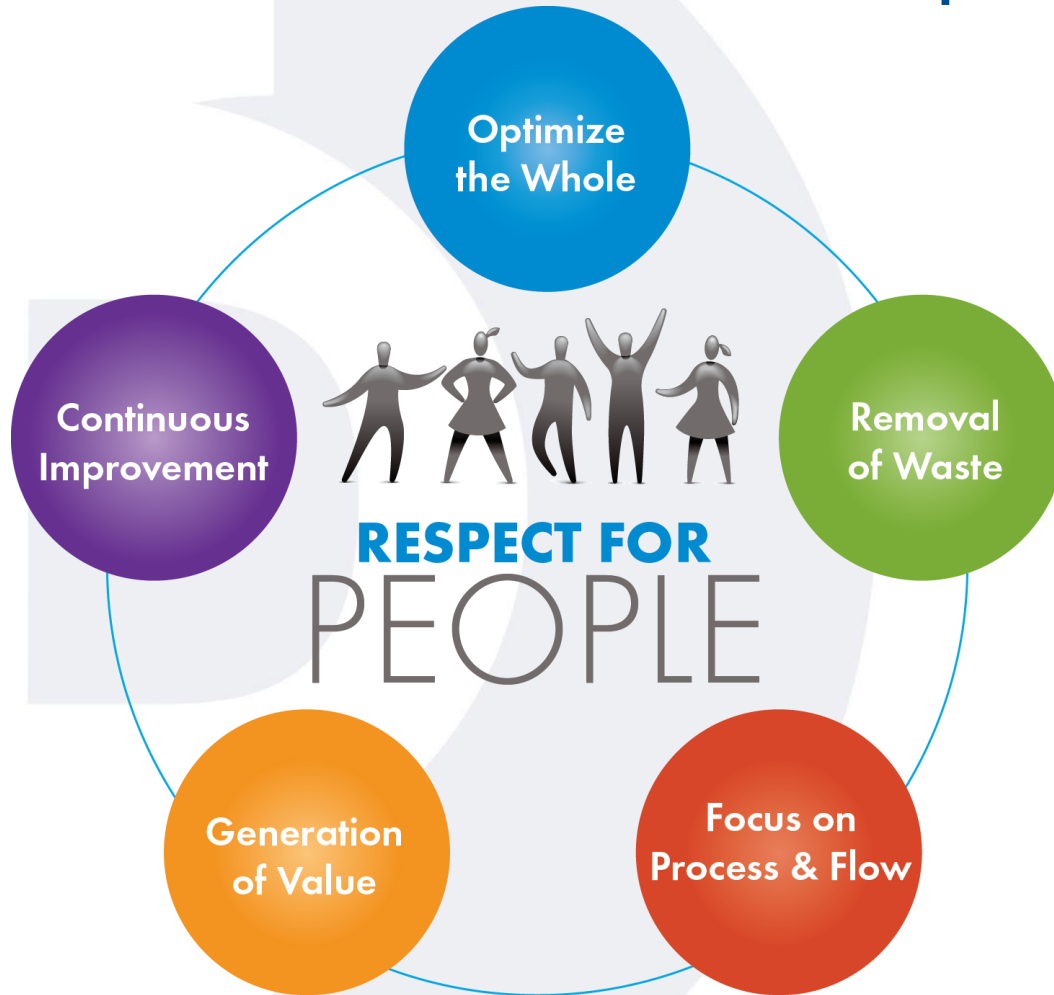 Optimize
the Whole
Removal
of Waste
Focus on
Process & Flow
Generation
of Value
Continuous
Improvement
RESPECT FOR
PEOPLE